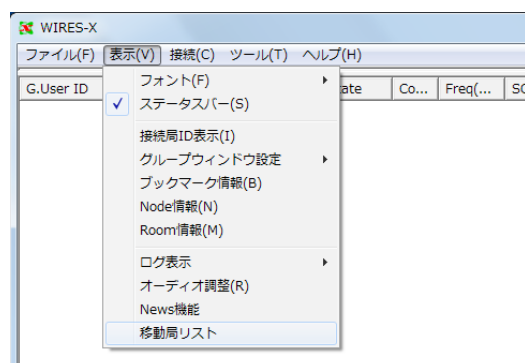 WIRES-X
ファイル(F) 表示(V) 接続(C) ツール(T) ヘルプ(H)
G.User ID Co... Freq(...
フォント(F)
ステータスバー(S)
接続局ID表示(I)
グループウィンドウ設定
ブックマーク情報(B)
Node情報(N)
Room情報(M)
ログ表示
オーディオ調整(R)
News機能
移動局リスト